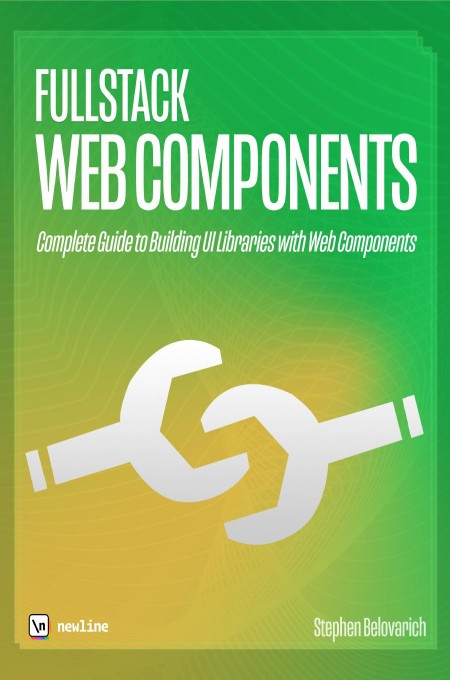 FULLSTACK
WEB COMPONENTS
Complete Guide to Building UI Libraries with Web Components
\n newline
Stephen Belovarich